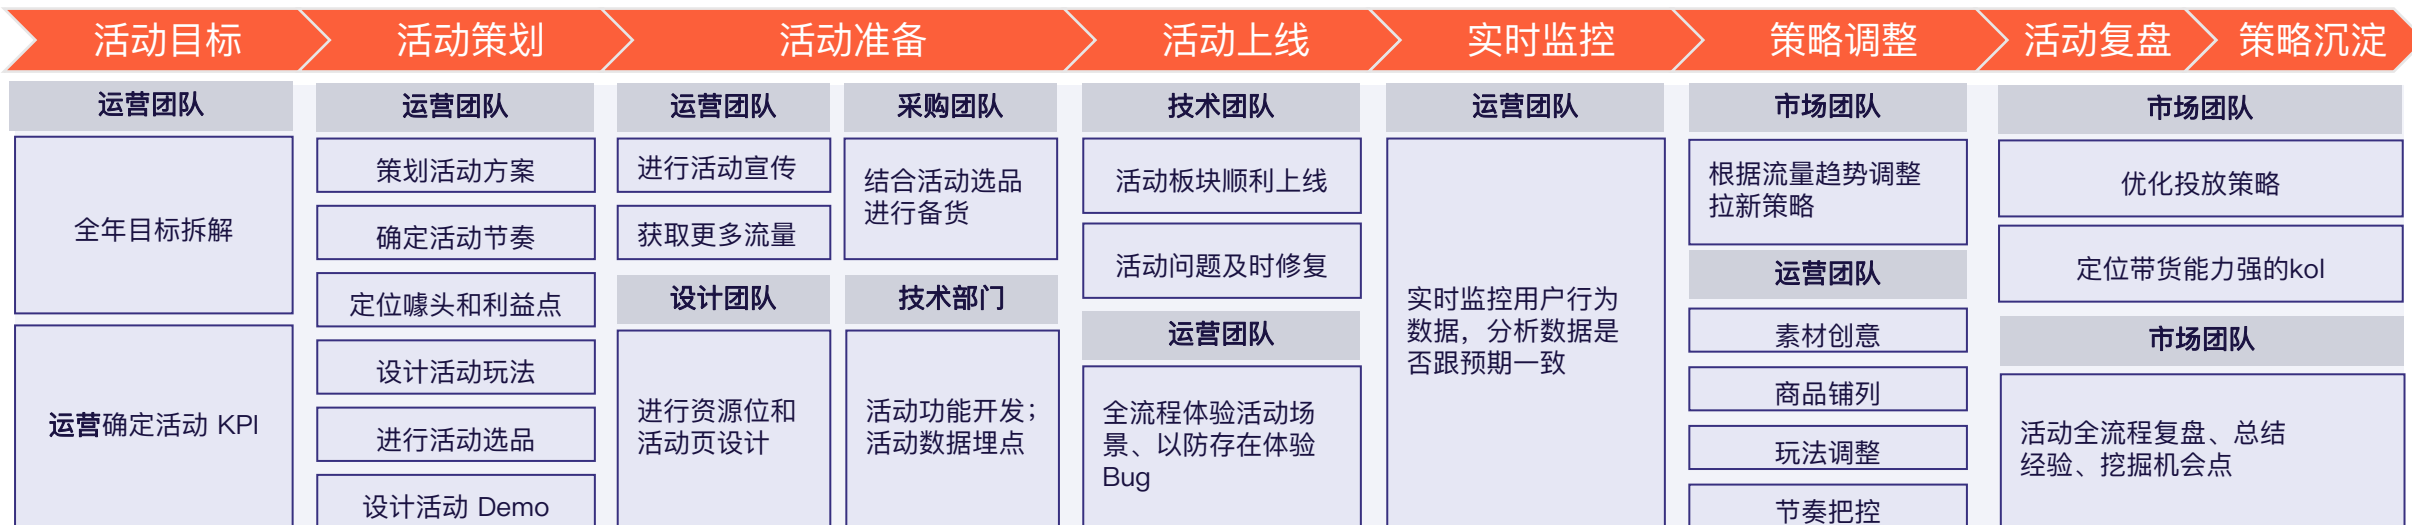 活动目标
活动策划
活动准备
活动上线
实时监控
策略调整
活动复盘
策略沉淀
运营团队
全年目标拆解
运营确定活动 KPI
运营团队
策划活动方案
确定活动节奏
定位噱头和利益点
设计活动玩法
进行活动选品
设计活动 Demo
运营团队
进行活动宣传
获取更多流量
设计团队
进行资源位和
活动页设计
采购团队
结合活动选品
进行备货
技术部门
活动功能开发；
活动数据埋点
技术团队
活动板块顺利上线
活动问题及时修复
运营团队
全流程体验活动场
景、以防存在体验
Bug
运营团队
实时监控用户行为
数据，分析数据是
否跟预期一致
市场团队
根据流量趋势调整
拉新策略
运营团队
素材创意
商品铺列
玩法调整
节奏把控
市场团队
优化投放策略
定位带货能力强的kol
市场团队
活动全流程复盘、总结
经验、挖掘机会点